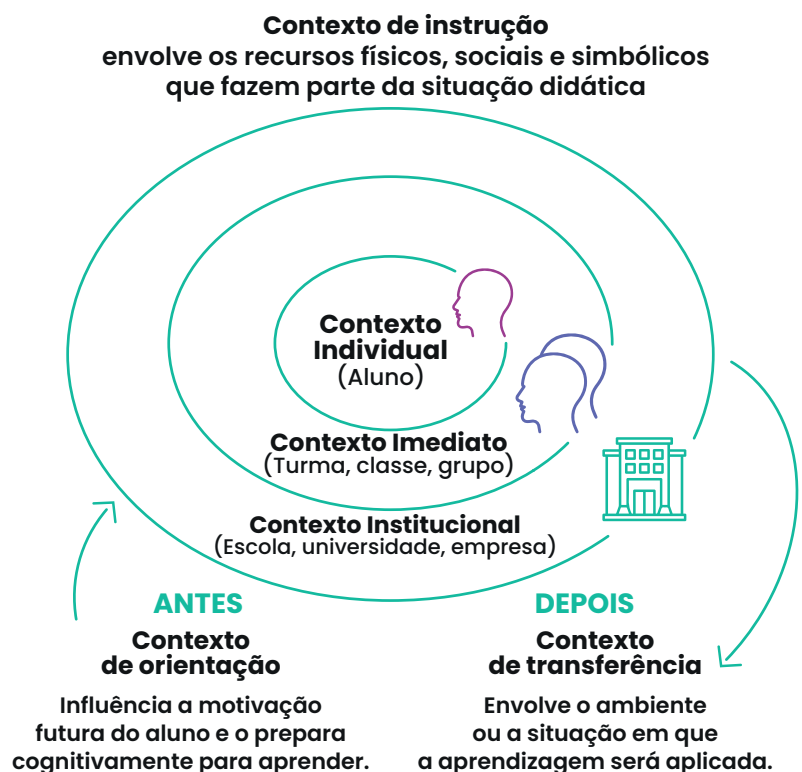 Contexto de instrução
envolve os recursos físicos, sociais e simbólicos
que fazem parte da situação didática
Contexto
Individual
(Aluno)
Contexto Imediato
(Turma, classe, grupo)
Contexto Institucional
(Escola, universidade, empresa)
ANTES
Contexto
de orientação
Influência a motivação
futura do aluno e o prepara
cognitivamente para aprender.
DEPOIS
Contexto
de transferência
Envolve o ambiente
ou a situação em que
a aprendizagem será aplicada.